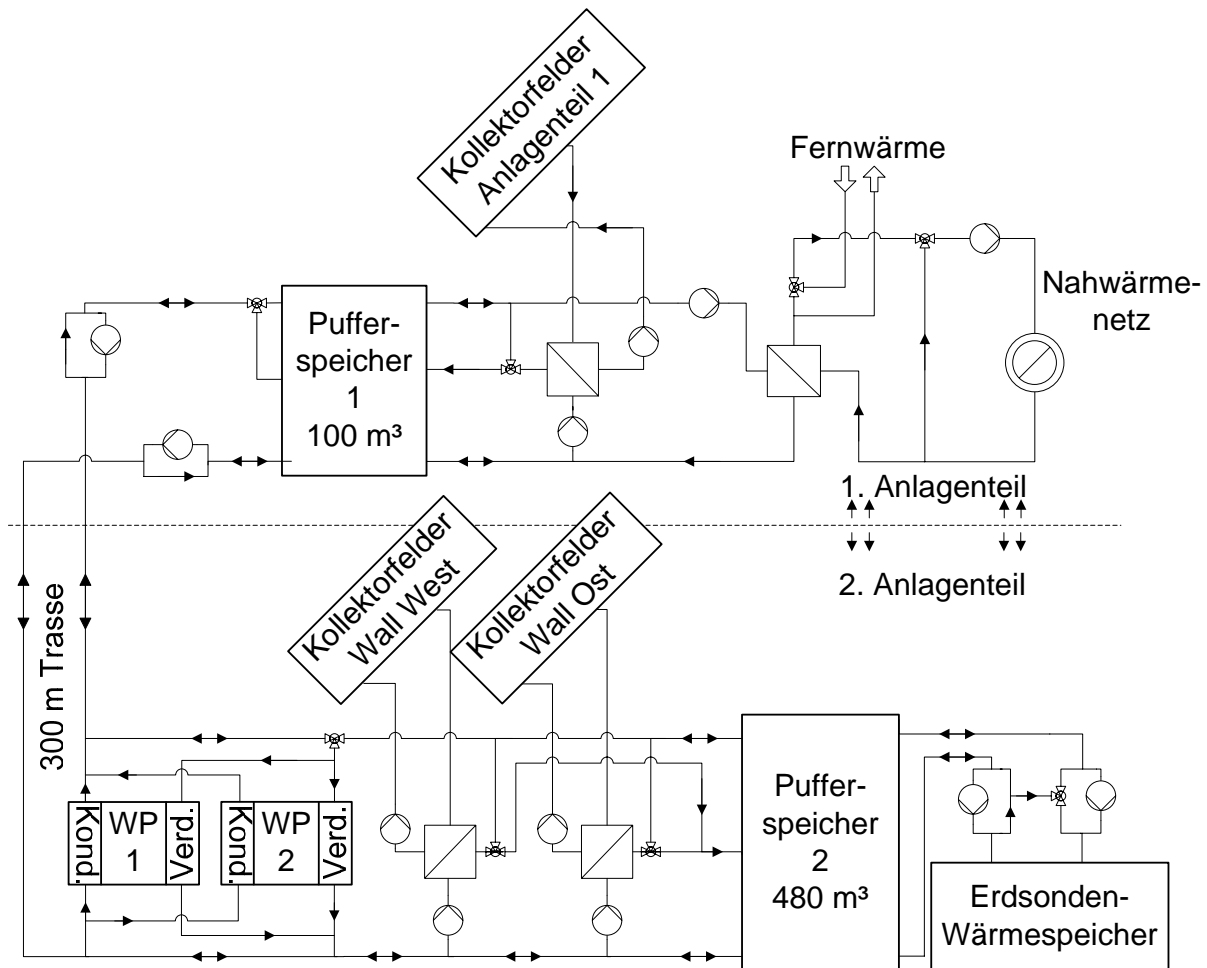 Kollektorfelder
Anlagenteil 1
Fernwärme
Nahwärme-
netz
Puffer-
speicher
1
100 m³
1. Anlagenteil
2. Anlagenteil
300 m Trasse
Kollektorfelder
Wall West
Kollektorfelder
Wall Ost
Kond.
WP
1
Verd.
Kond.
WP
2
Verd.
Puffer-
speicher
2
480 m³
Erdsonden-
Wärmespeicher